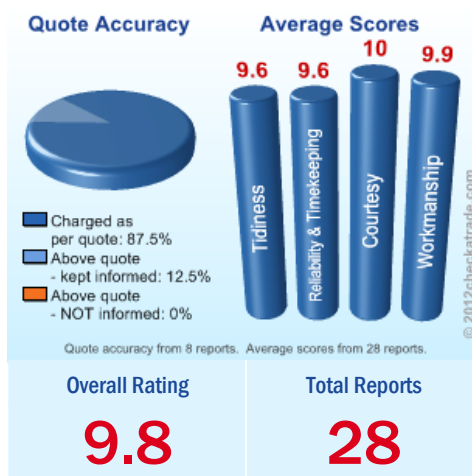 Quote Accuracy
Average Scores
9.6
9.6
10
9.9
Tidiness
Reliability & Timekeeping
Courtesy
Workmanship
Charged as
per quote: 87.5%
Above quote
- kept informed: 12.5%
Above quote
- NOT informed: 0%
© 2012checkatrade.com
Quote accuracy from 8 reports. Average scores from 28 reports.
Overall Rating
Total Reports
9.8
28